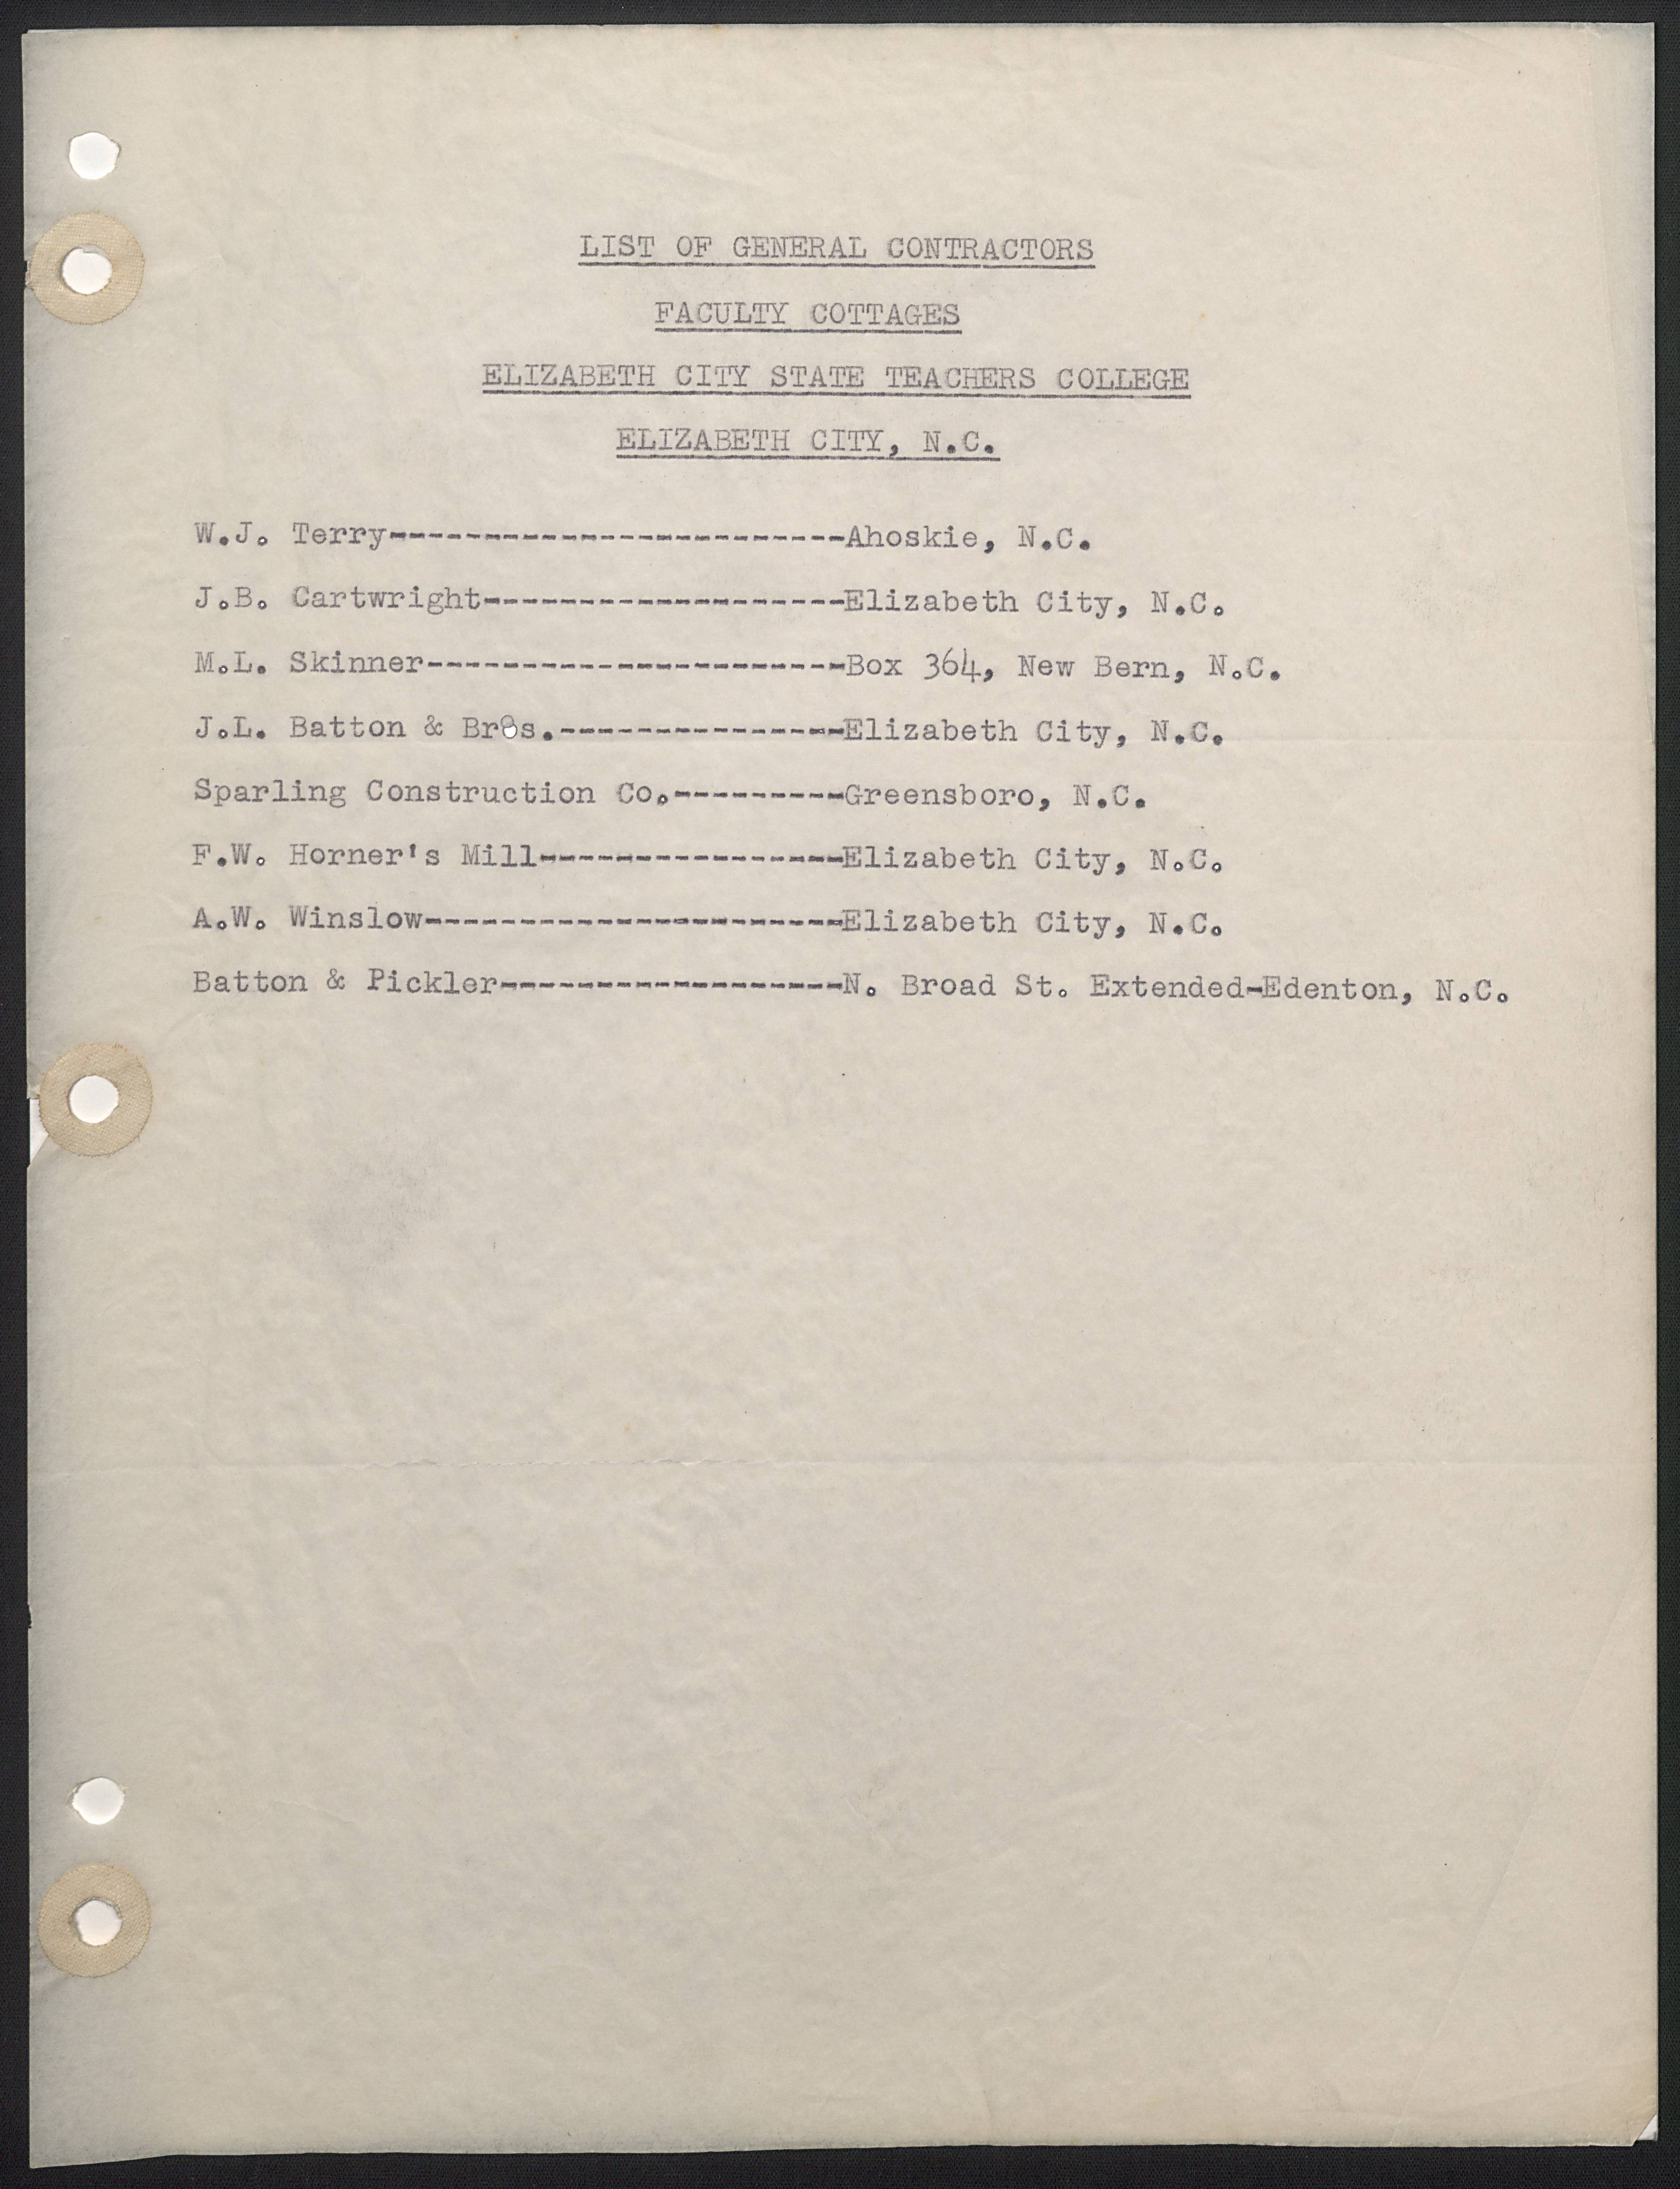 LIST OF GENERAL CONTRACTORS
FACULTY COTTAGES
ELIZABETH CITY STATE TEACHERS COLLEGE
ELIZABETH CITY, N.C.
W.J. Terry------------------------Ahoskie, N.C.
J.B. Cartwright-------------------Elizabeth City, N.C.
M.L. Skinner----------------------Box 364, New Bern, N.C.
J.L. Batton & Bros.---------------Elizabeth City, N.C.
Sparling Construction Co.---------Greensboro, N.C.
F.W. Horner's Mill----------------Elizabeth City, N.C.
A.W. Winslow----------------------Elizabeth City, N.C.
Batton & Pickler------------------N. Broad St. Extended-Edenton, N.C.